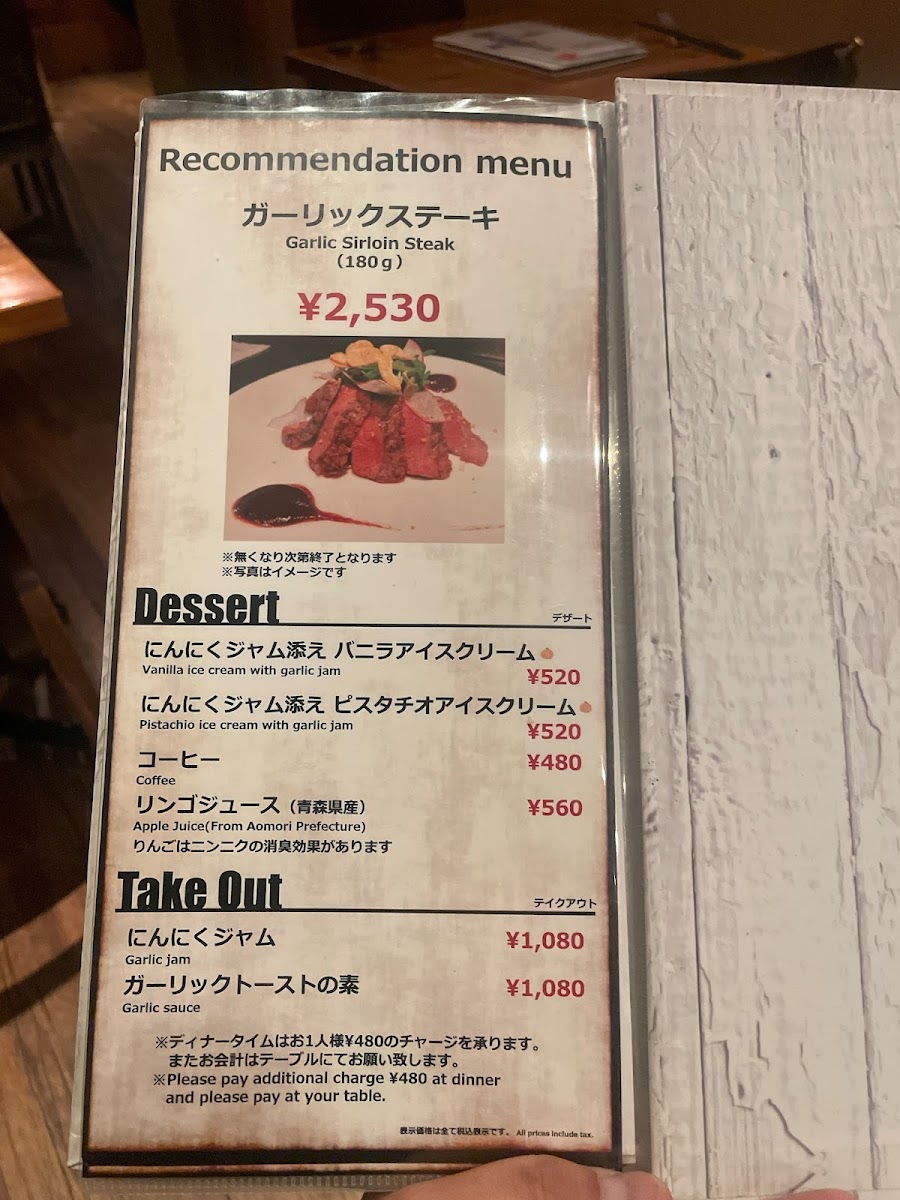 Recommendation menu
ガーリックステーキ
Garlic Sirloin Steak
(180g)
¥2,530
※無くなり次第終了となります
※写真はイメージです
Dessert
デザート
にんにくジャム添え バニラアイスクリーム
Vanilla ice cream with garlic jam
¥520
にんにくジャム添え ピスタチオアイスクリーム
Pistachio ice cream with garlic jam
¥520
コーヒー
¥480
Coffee
リンゴジュース（青森県産）
¥560
Apple Juice(From Aomori Prefecture)
りんごはニンニクの消臭効果があります
Take Out
テイクアウト
にんにくジャム
¥1,080
Garlic jam
ガーリックトーストの素
¥1,080
Garlic sauce
※ディナータイムはお1人様¥480のチャージを承ります。
またお会計はテーブルにてお願い致します。
※Please pay additional charge ¥480 at dinner
and please pay at your table.
表示価格は全て税込表示です。 All prices include tax.